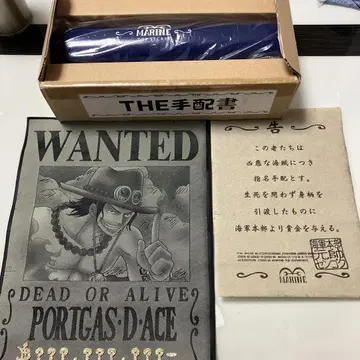 MARINE
TOP SECRET
THE手配書
WANTED
DEAD OR ALIVE
PORTGAS・D・ACE
告
この者たちは
凶悪な海賊につき
指名手配とす。
生死を問わず身柄を
引渡したものに
海軍本部より賞金を与える。
MARINE